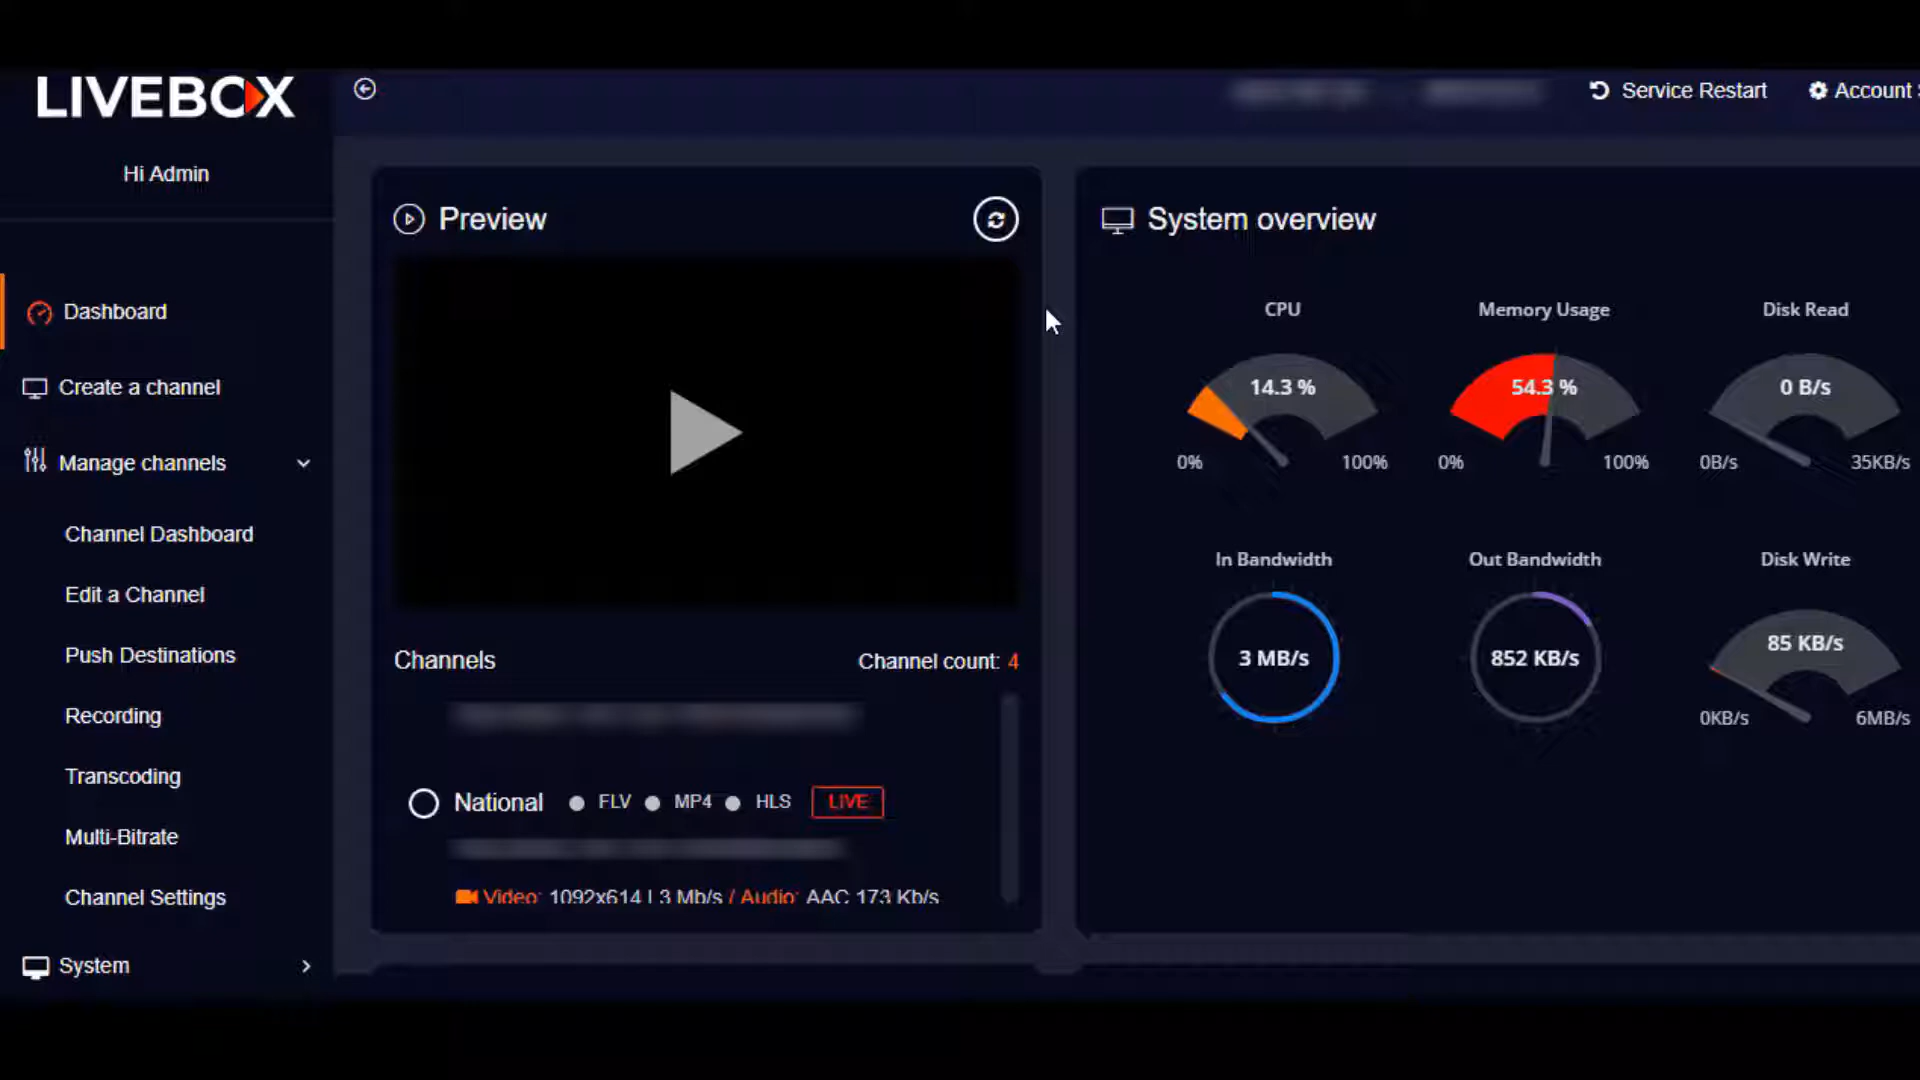 LIVEBOX
Hi Admin
Dashboard
Create a channel
Manage channels
Channel Dashboard
Edit a Channel
Push Destinations
Recording
Transcoding
Multi-Bitrate
Channel Settings
System
Service Restart
Account
Preview
Channels
Channel count: 4
National FLV MP4 HLS LIVE
Video: 1092x614 | 3 Mb/s / Audio: AAC 173 Kb/s
System overview
CPU
14.3 %
0% 100%
Memory Usage
54.3 %
0% 100%
Disk Read
0 B/s
0B/s 35KB/s
In Bandwidth
3 MB/s
Out Bandwidth
852 KB/s
Disk Write
85 KB/s
0KB/s 6MB/s